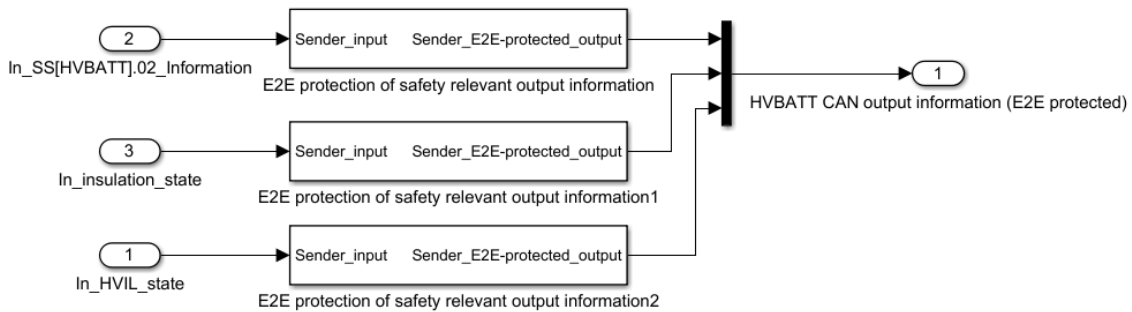 2
In_SS[HVBATT].02_Information
Sender_input Sender_E2E-protected_output
E2E protection of safety relevant output information
1
HVBATT CAN output information (E2E protected)
3
In_insulation_state
Sender_input Sender_E2E-protected_output
E2E protection of safety relevant output information1
1
In_HVIL_state
Sender_input Sender_E2E-protected_output
E2E protection of safety relevant output information2